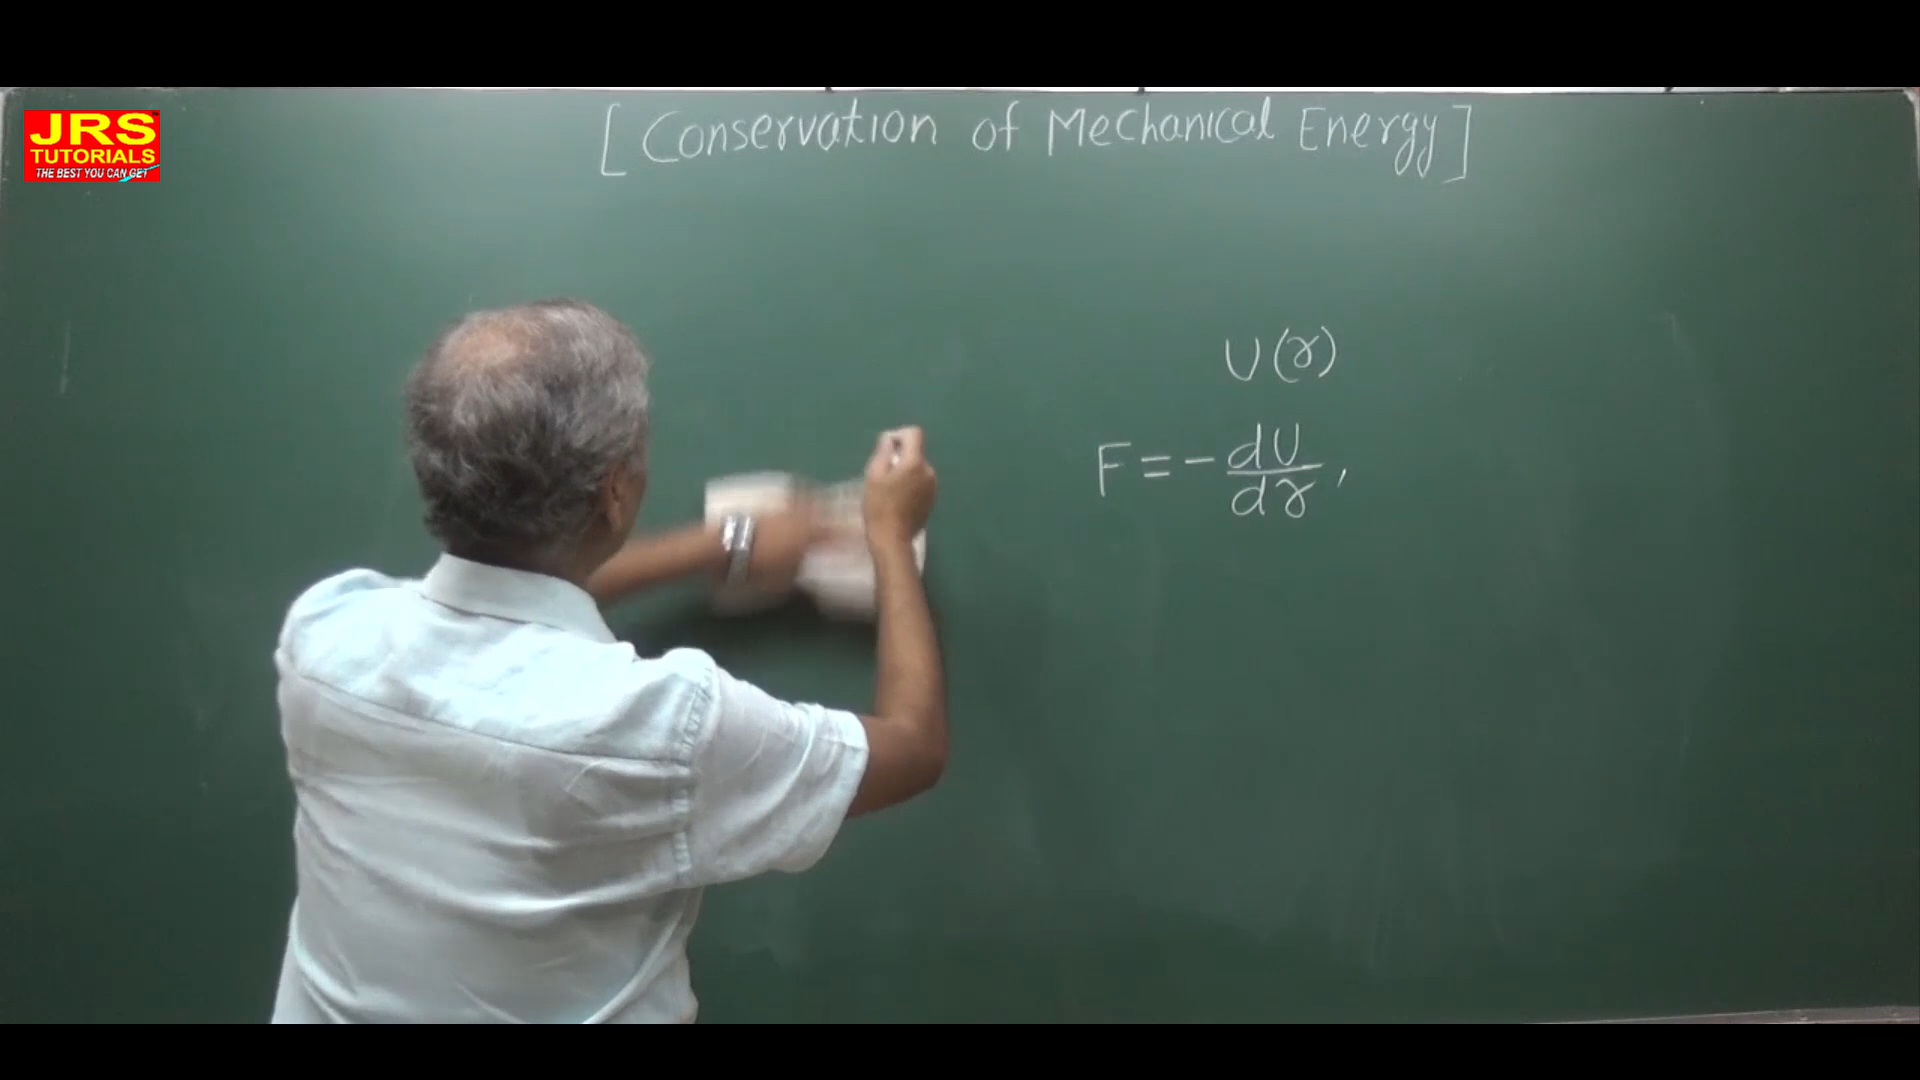 JRS
TUTORIALS
THE BEST YOU CAN GET
[Conservation of Mechanical Energy]
U(r)
F = - dU/dr,